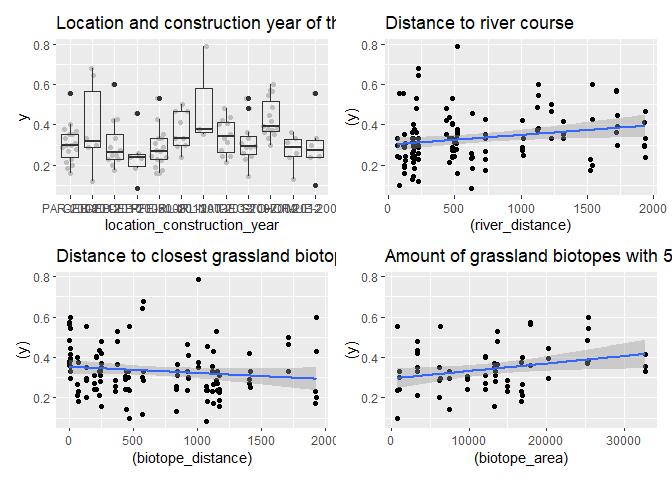 Location and construction year of th
0.8
0.6
0.4
0.2
y
location_construction_year
Distance to river course
0.8
0.6
0.4
0.2
(y)
0 500 1000 1500 2000
(river_distance)
Distance to closest grassland biotop
0.8
0.6
0.4
0.2
(y)
0 500 1000 1500 2000
(biotope_distance)
Amount of grassland biotopes with 5
0.8
0.6
0.4
0.2
(y)
0 10000 20000 30000
(biotope_area)